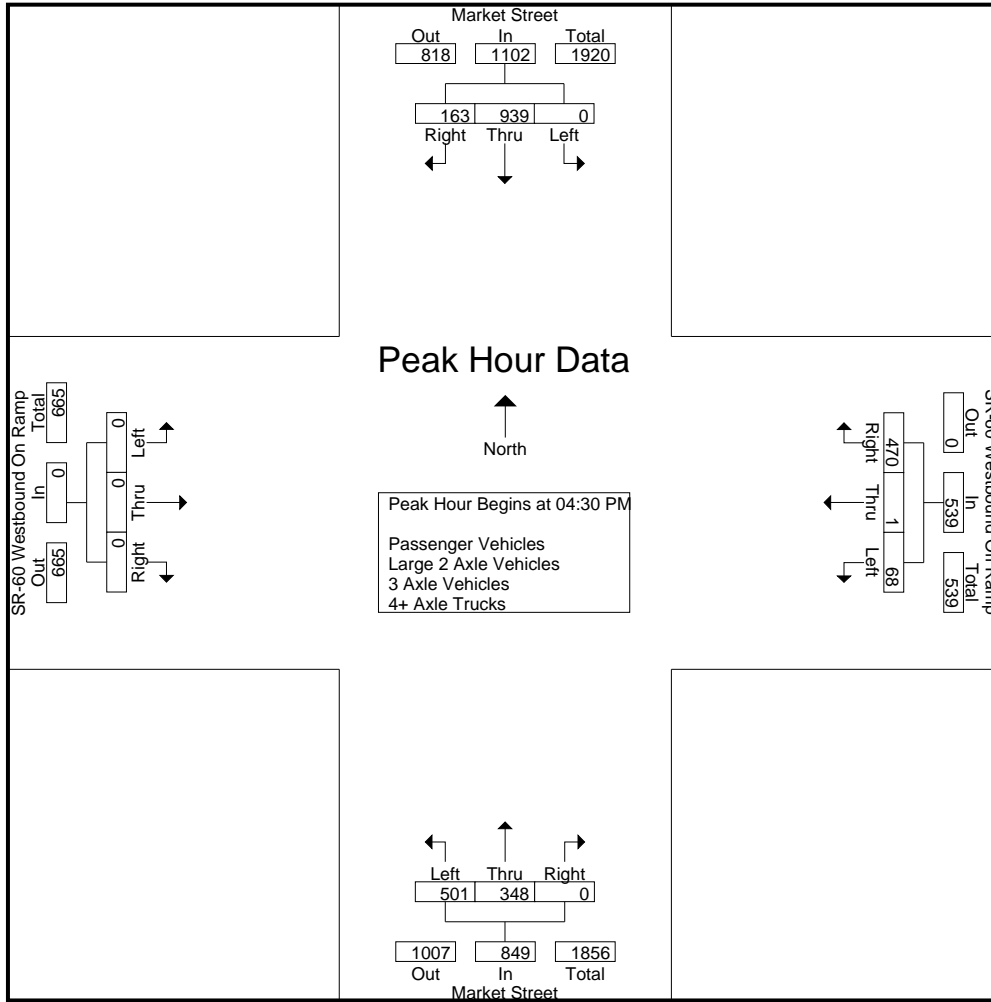 Market Street
Out In Total
818 1102 1920
163 939 0
Right Thru Left
Peak Hour Data
North
Peak Hour Begins at 04:30 PM
Passenger Vehicles
Large 2 Axle Vehicles
3 Axle Vehicles
4+ Axle Trucks
SR-60 Westbound On Ramp
Total In Out
665 0 665
0 0 0
Left Thru Right
Out In Total
0 539 539
470 1 68
Right Thru Left
Left Thru Right
501 348 0
1007 849 1856
Out In Total
Market Street